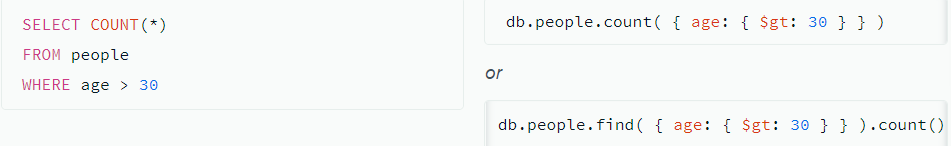 SELECT COUNT(*)
FROM people
WHERE age > 30
db.people.count( { age: { $gt: 30 } } )
or
db.people.find( { age: { $gt: 30 } } ).count()